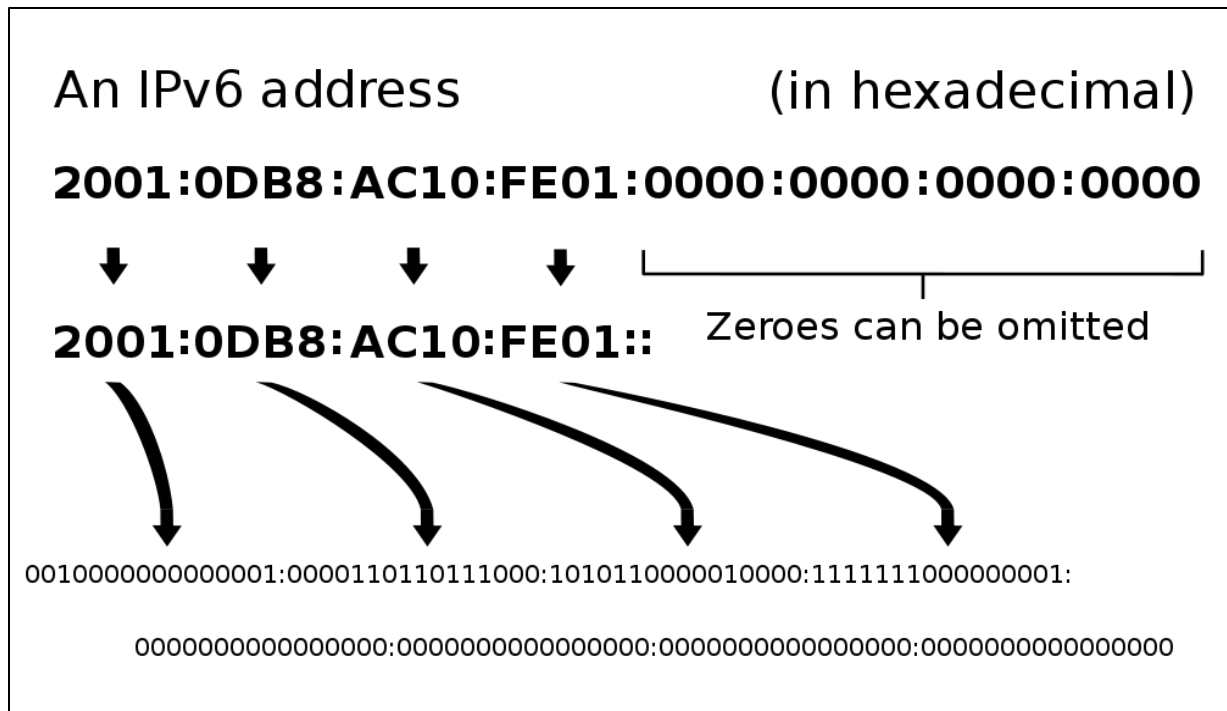 An IPv6 address (in hexadecimal)
2001:0DB8:AC10:FE01:0000:0000:0000:0000
2001:0DB8:AC10:FE01::
Zeroes can be omitted
0010000000000001:0000110110111000:1010110000010000:1111111000000001:
0000000000000000:0000000000000000:0000000000000000:0000000000000000